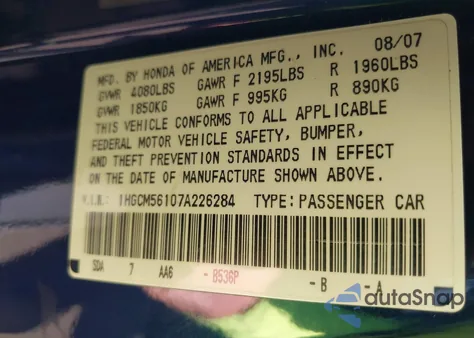 MFG. BY HONDA OF AMERICA MFG., INC. 08/07
GVWR 4080LBS GAWR F 2195LBS R 1960LBS
GVWR 1850KG GAWR F 995KG R 890KG
THIS VEHICLE CONFORMS TO ALL APPLICABLE
FEDERAL MOTOR VEHICLE SAFETY, BUMPER,
AND THEFT PREVENTION STANDARDS IN EFFECT
ON THE DATE OF MANUFACTURE SHOWN ABOVE.
V.I.N.: 1HGCM56107A226284 TYPE: PASSENGER CAR
SDA 7 AA6 - B536P - B - A
autoSnap